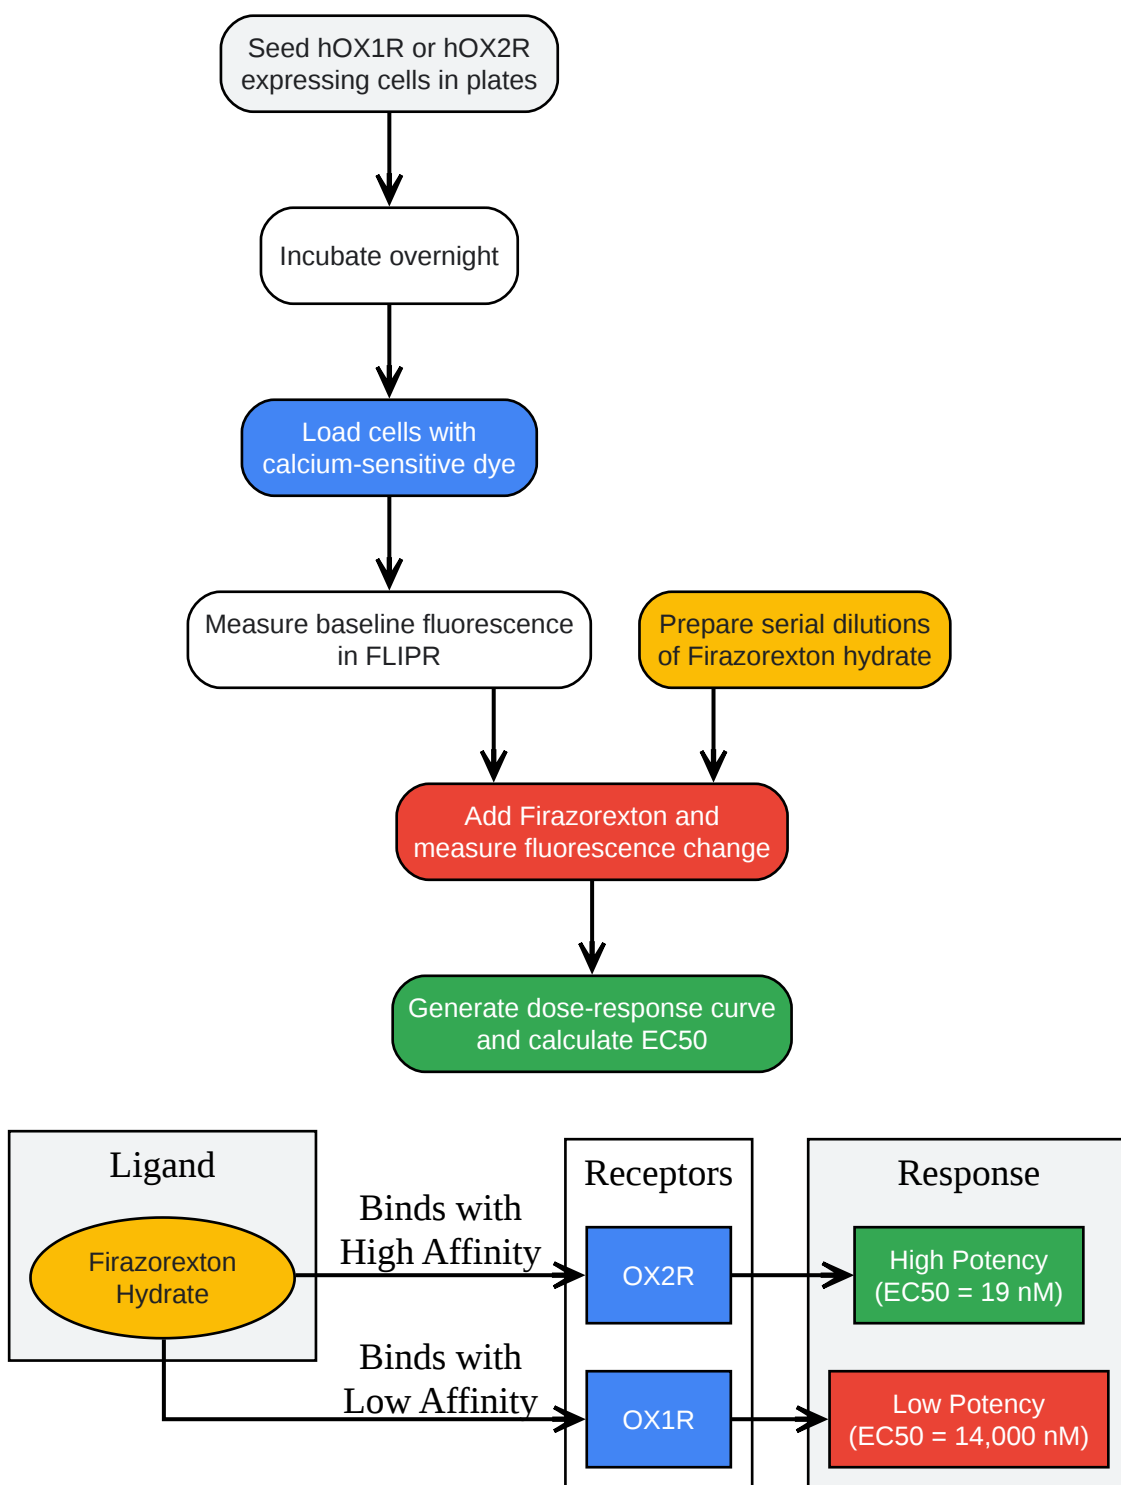 Seed hOX1R or hOX2R
expressing cells in plates
Incubate overnight
Load cells with
calcium-sensitive dye
Measure baseline fluorescence
in FLIPR
Prepare serial dilutions
of Firazorexton hydrate
Add Firazorexton and
measure fluorescence change
Generate dose-response curve
and calculate EC50
Ligand
Firazorexton
Hydrate
Binds with
High Affinity
Binds with
Low Affinity
Receptors
OX2R
OX1R
Response
High Potency
(EC50 = 19 nM)
Low Potency
(EC50 = 14,000 nM)